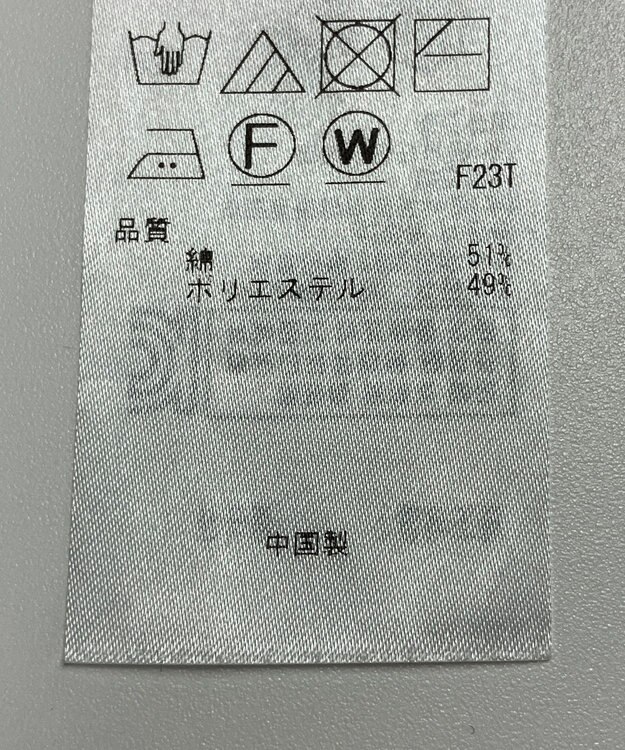 F W
F23T
品質
綿 51%
ポリエステル 49%
中国製